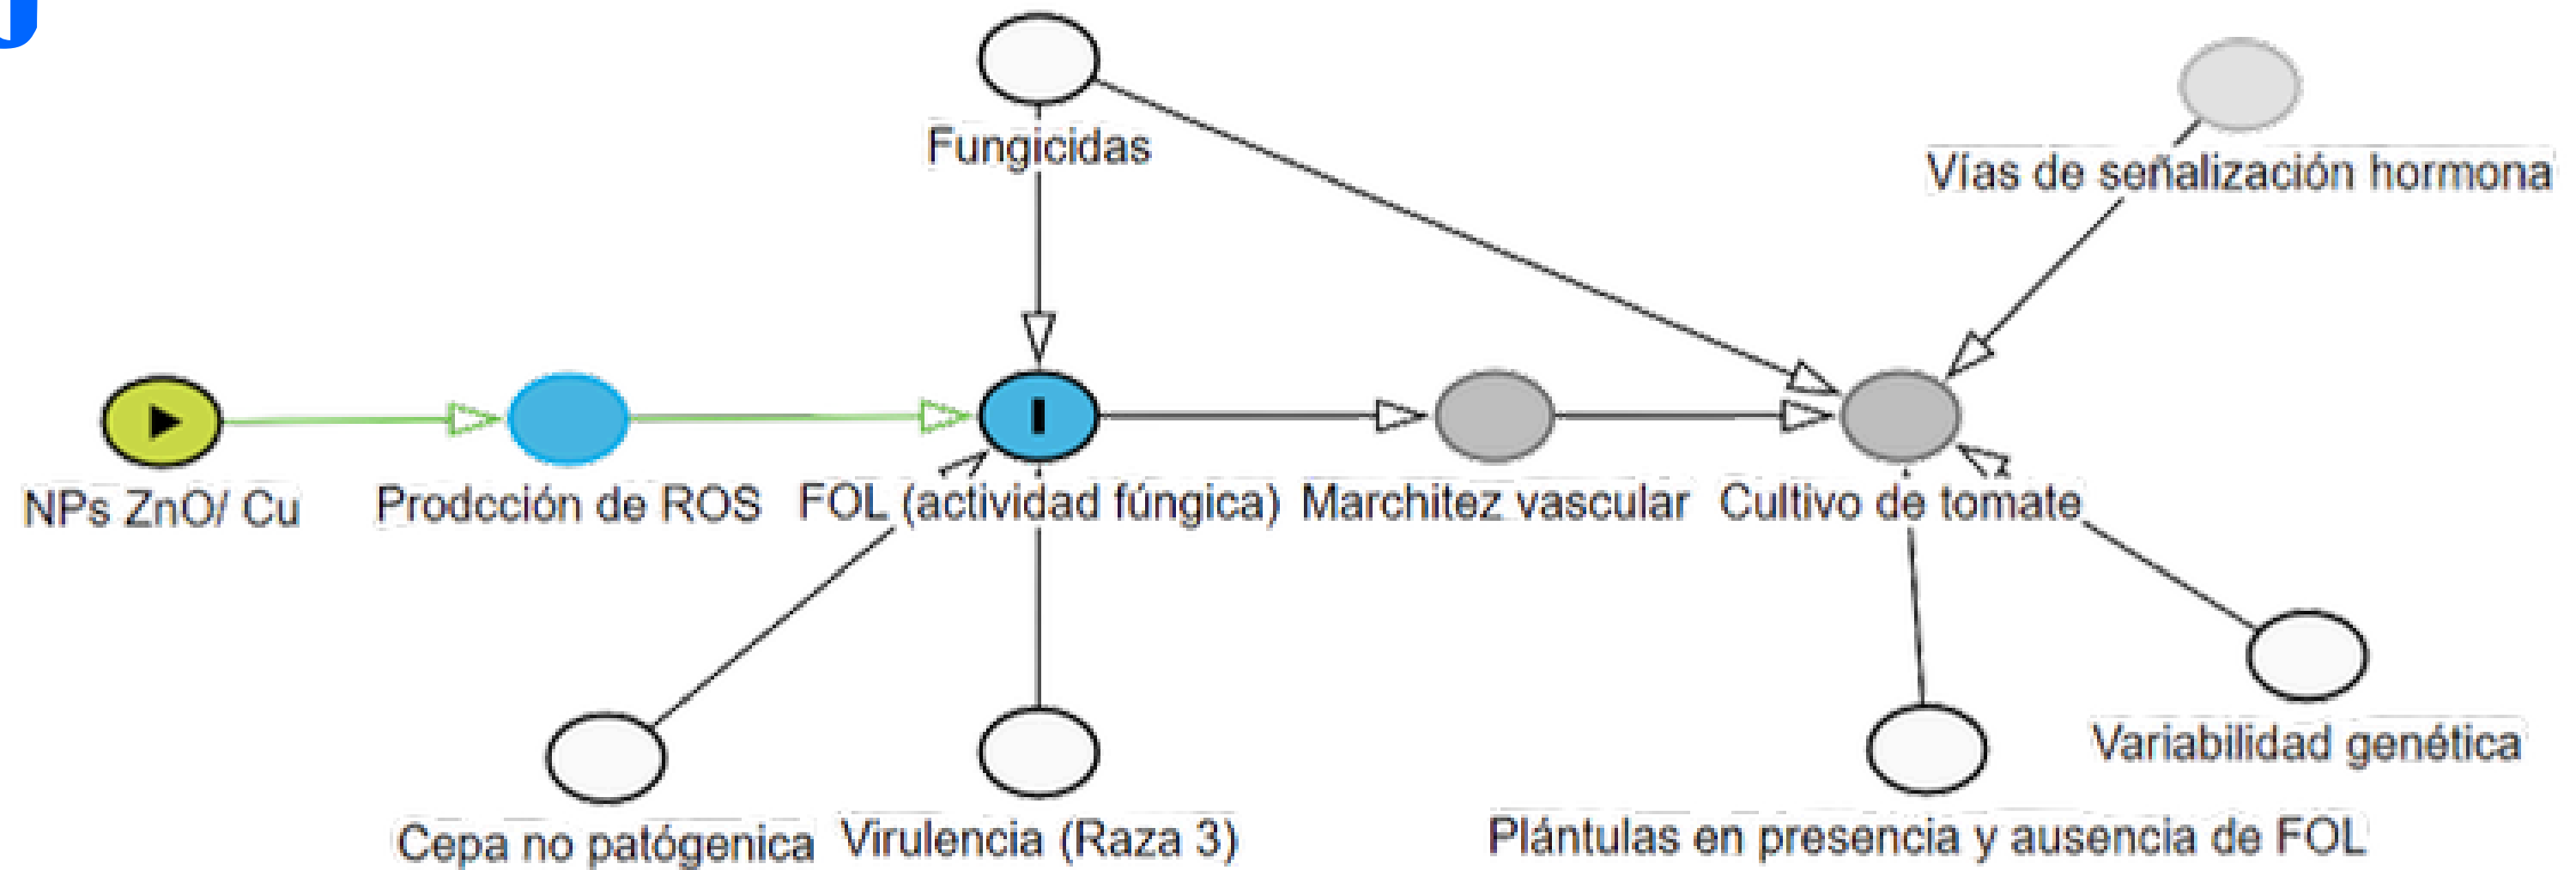 Fungicidas
Vías de señalización hormona
NPs ZnO/ Cu
Prodcción de ROS
FOL (actividad fúngica)
Marchitez vascular
Cultivo de tomate
Variabilidad genética
Cepa no patógenica
Virulencia (Raza 3)
Plántulas en presencia y ausencia de FOL